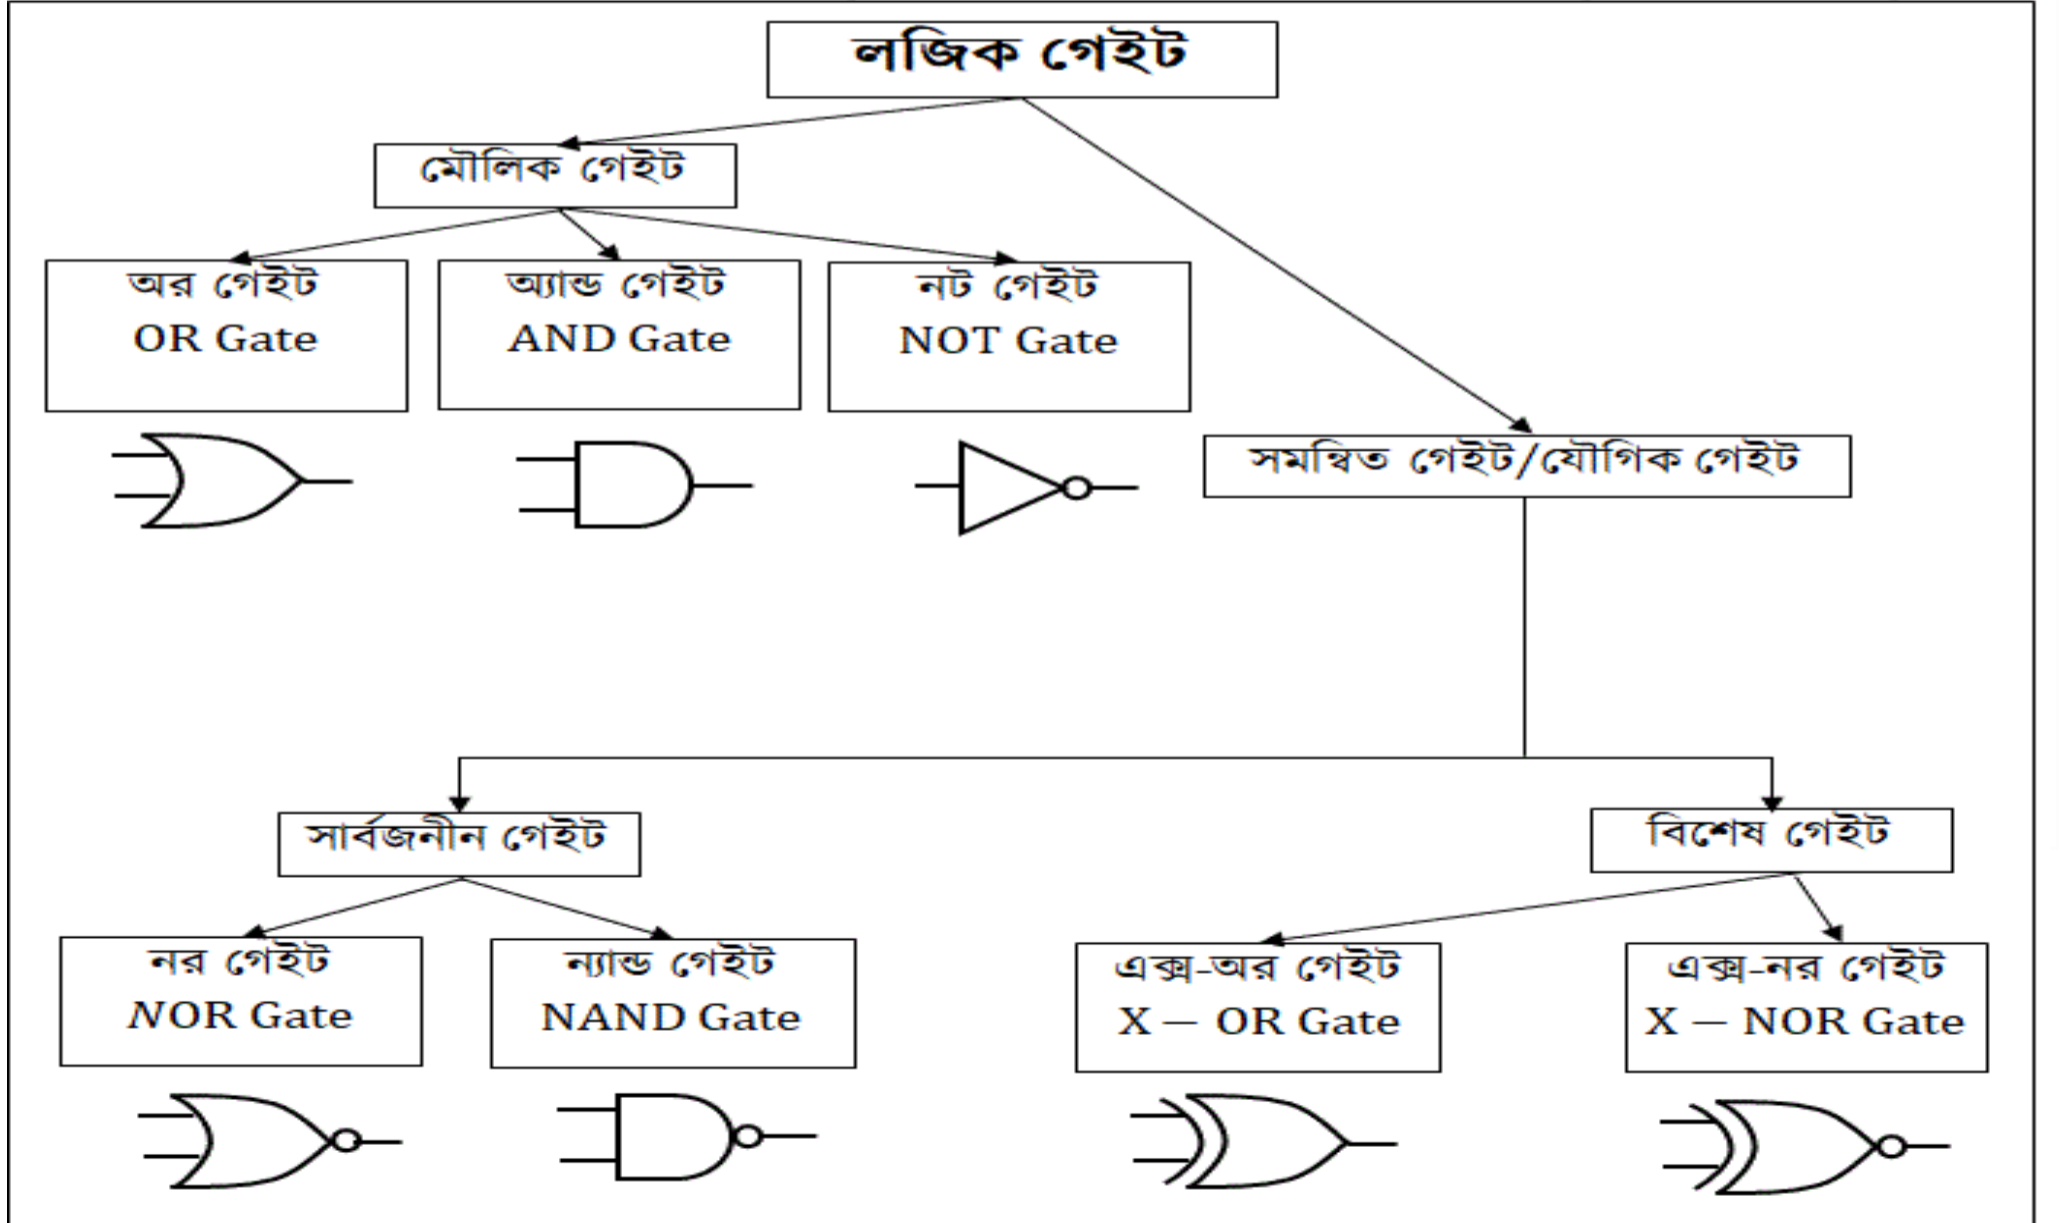 লজিক গেইট
মৌলিক গেইট
অর গেইট
OR Gate
অ্যান্ড গেইট
AND Gate
নট গেইট
NOT Gate
সমন্বিত গেইট/যৌগিক গেইট
সার্বজনীন গেইট
বিশেষ গেইট
নর গেইট
NOR Gate
ন্যান্ড গেইট
NAND Gate
এক্স-অর গেইট
X – OR Gate
এক্স-নর গেইট
X – NOR Gate